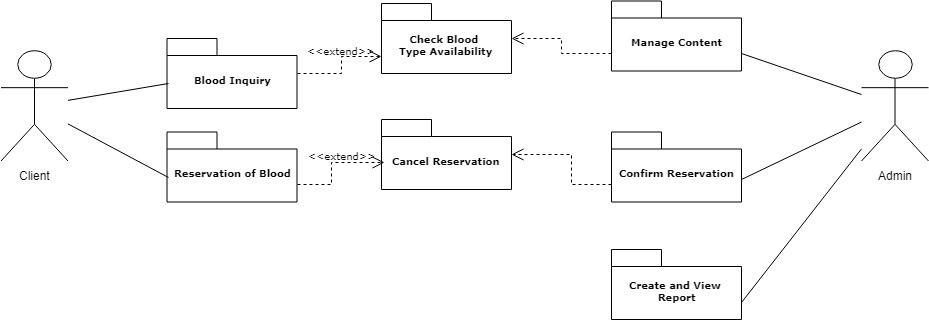 Check Blood
Type Availability
Manage Content
<<extend>>
Blood Inquiry
<<extend>>
Cancel Reservation
Reservation of Blood
Confirm Reservation
Client
Admin
Create and View
Report